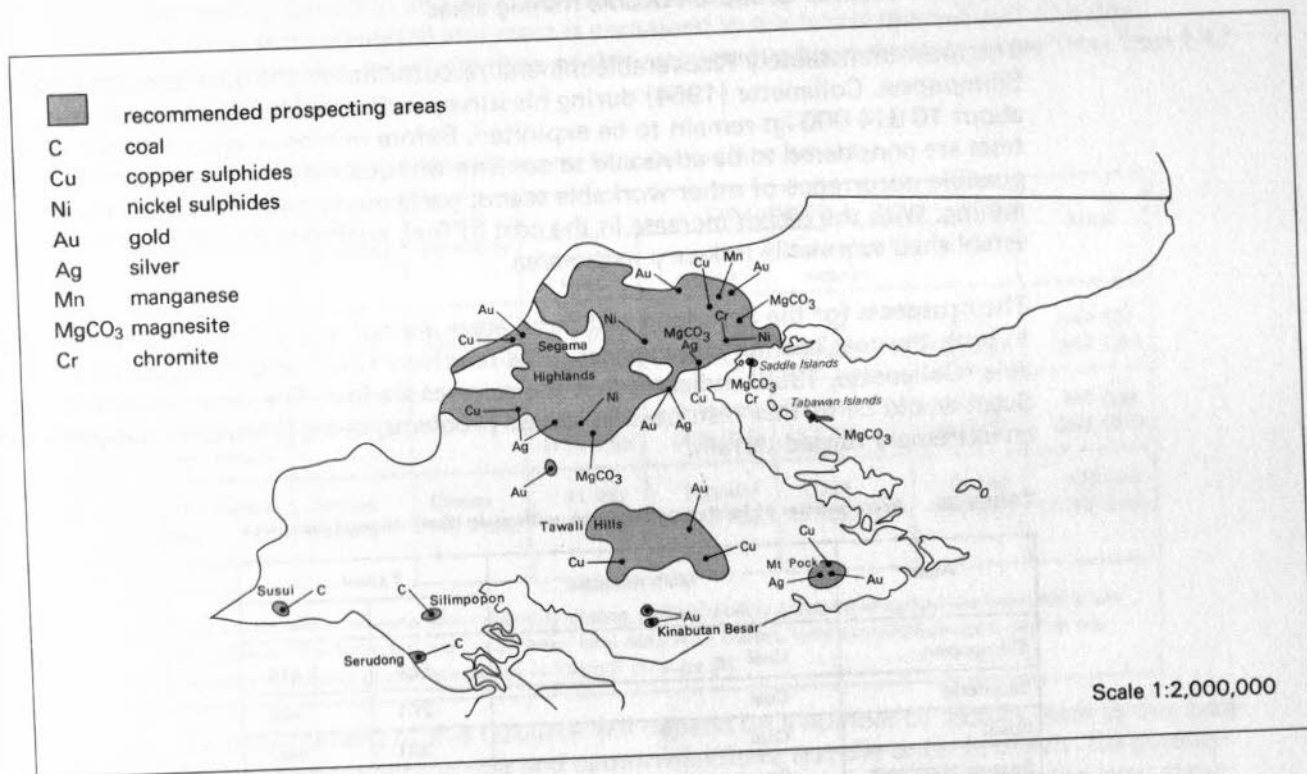 recommended prospecting areas
C coal
Cu copper sulphides
Ni nickel sulphides
Au gold
Ag silver
Mn manganese
MgCO₃ magnesite
Cr chromite
Cu Mn Au
Au
MgCO₃
Au
Ni
MgCO₃ Cr
Cu
Segama
Ag
Ni
Saddle Islands
Highlands
MgCO₃
Ni
Cu
Cr
Tabawan Islands
Cu
Au Ag
Ag
MgCO₃
MgCO₃
Au
Au
Tawali Hills
Cu
Cu
Cu
Mt Pock
Ag Au
Susui C
C Silimpopon
Au
Kinabutan Besar
C
Serudong
Scale 1:2,000,000